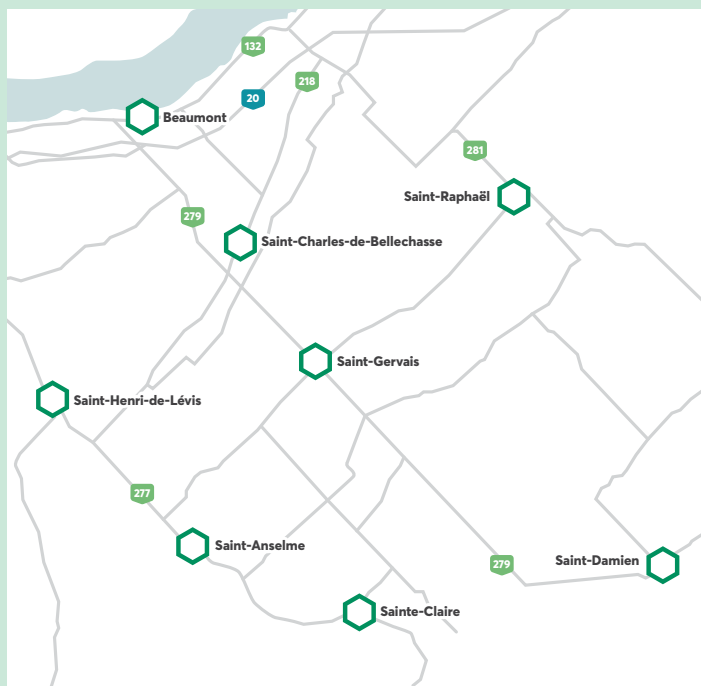 132
218
20
Beaumont
281
Saint-Raphaël
279
Saint-Charles-de-Bellechasse
Saint-Gervais
Saint-Henri-de-Lévis
277
Saint-Anselme
279
Saint-Damien
Sainte-Claire